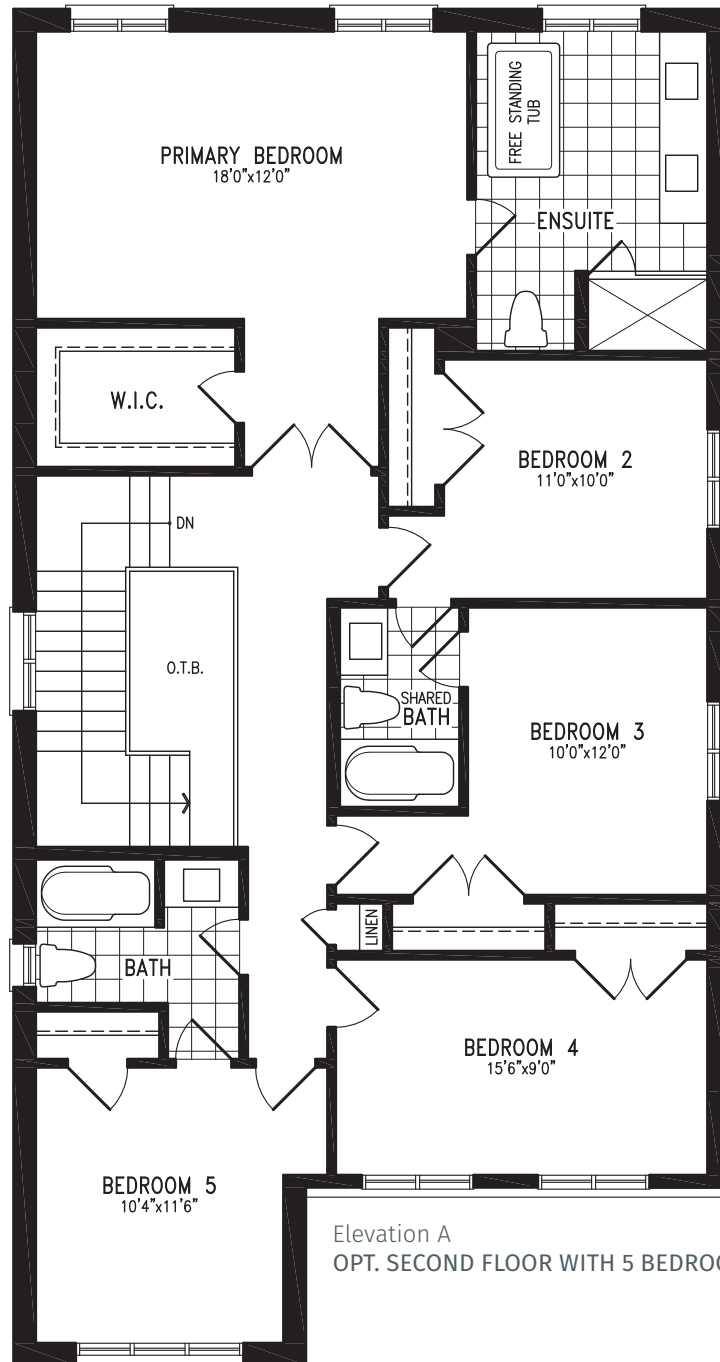 FREE STANDING
TUB
PRIMARY BEDROOM
18'0"x12'0"
ENSUITE
W.I.C.
BEDROOM 2
11'0"x10'0"
DN
O.T.B.
SHARED
BATH
BEDROOM 3
10'0"x12'0"
LINEN
BATH
BEDROOM 4
15'6"x9'0"
BEDROOM 5
10'4"x11'6"
Elevation A
OPT. SECOND FLOOR WITH 5 BEDROO